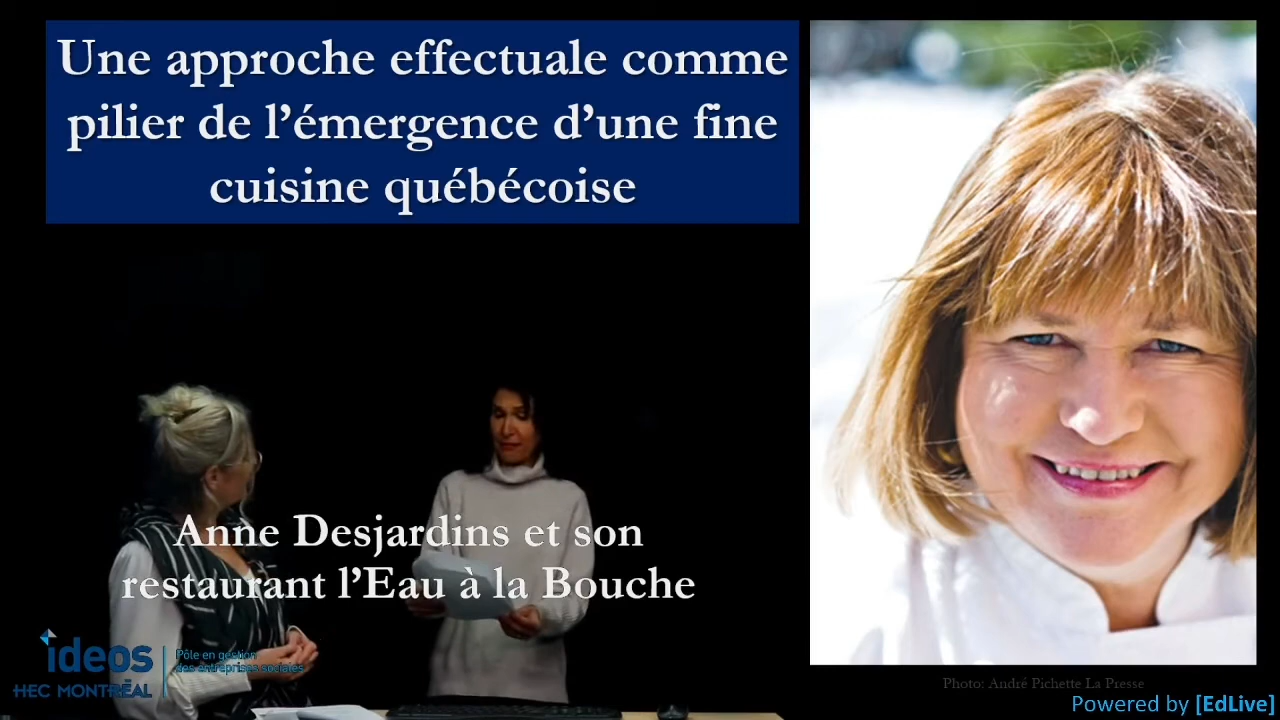 Une approche effectuale comme
pilier de l’émergence d’une fine
cuisine québécoise
Anne Desjardins et son
restaurant l’Eau à la Bouche
ideos
Pôle en gestion
des entreprises sociales
HEC MONTRÉAL
Photo: André Pichette La Presse
Powered by [EdLive]